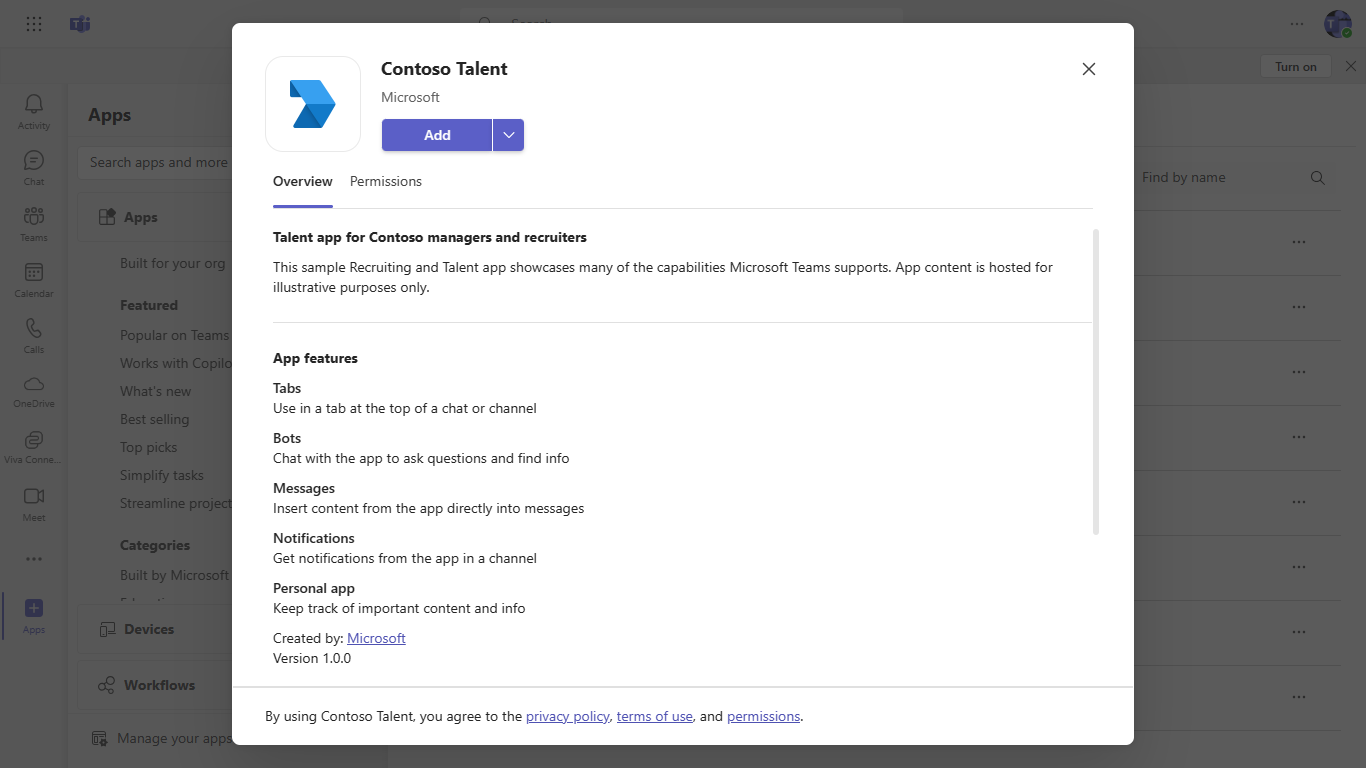 Search
Turn on
Activity
Chat
Teams
Calendar
Calls
OneDrive
Viva Conne...
Meet
Apps
Apps
Search apps and more
Apps
Built for your org
Featured
Popular on Teams
Works with Copilo
What's new
Best selling
Top picks
Simplify tasks
Streamline project
Categories
Built by Microsoft
Devices
Workflows
Manage your apps
Find by name
Contoso Talent
Microsoft
Add
Overview
Permissions
Talent app for Contoso managers and recruiters
This sample Recruiting and Talent app showcases many of the capabilities Microsoft Teams supports. App content is hosted for
illustrative purposes only.
App features
Tabs
Use in a tab at the top of a chat or channel
Bots
Chat with the app to ask questions and find info
Messages
Insert content from the app directly into messages
Notifications
Get notifications from the app in a channel
Personal app
Keep track of important content and info
Created by: Microsoft
Version 1.0.0
By using Contoso Talent, you agree to the privacy policy, terms of use, and permissions.